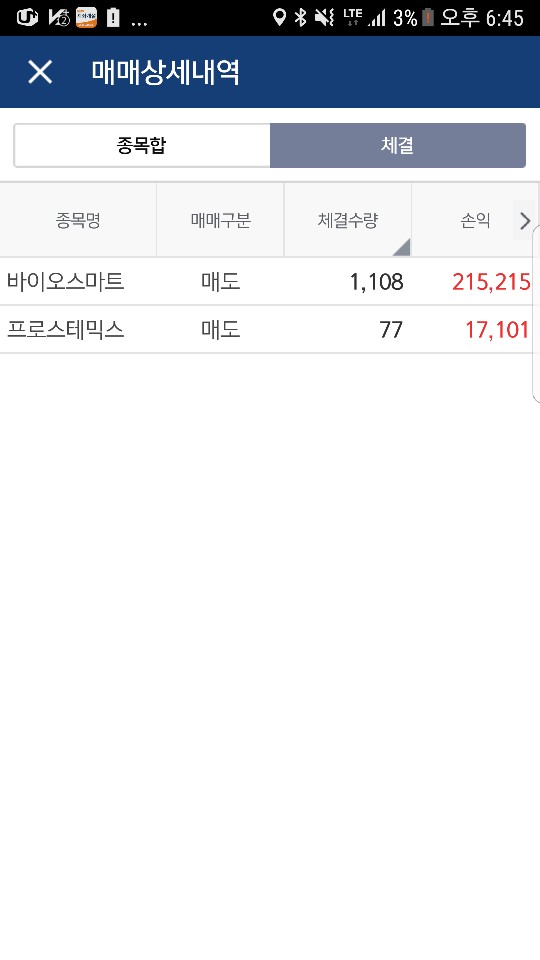 ... LTE 3% 오후 6:45
매매상세내역
종목합 체결
종목명 매매구분 체결수량 손익
바이오스마트 매도 1,108 215,215
프로스테믹스 매도 77 17,101